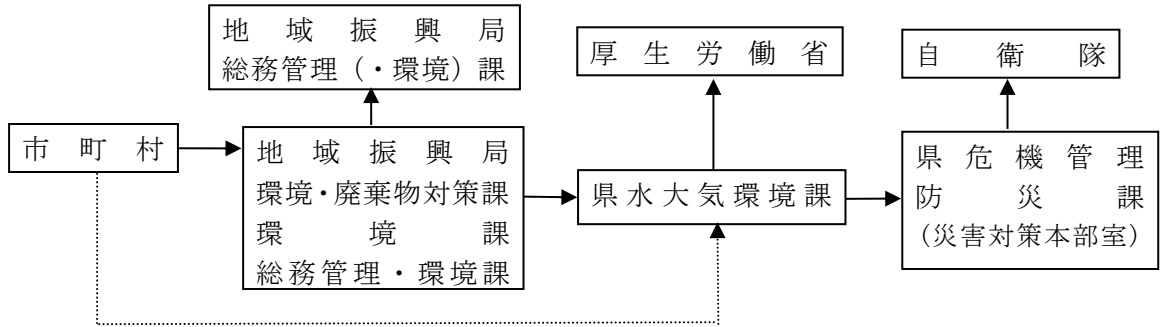 地域振興局
総務管理（・環境）課
厚生労働省
自衛隊
市町村
地域振興局
環境・廃棄物対策課
環境課
総務管理・環境課
県水大気環境課
県危機管理
防災課
（災害対策本部室）